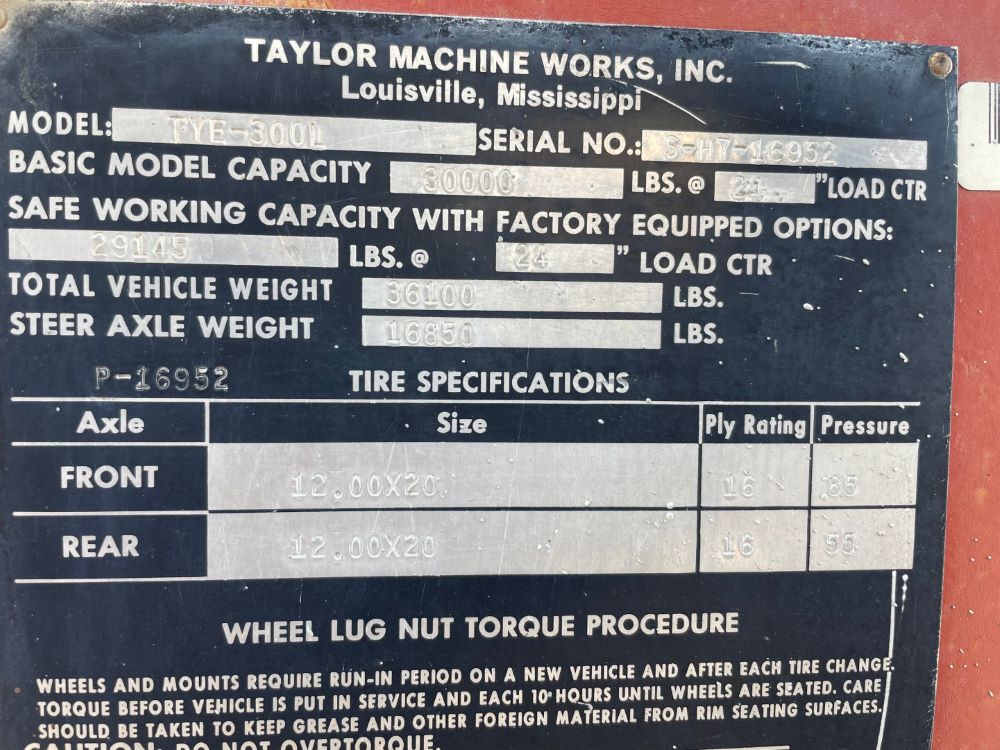 TAYLOR MACHINE WORKS, INC.
Louisville, Mississippi
MODEL: TYE-300L SERIAL NO.: S-H7-16952
BASIC MODEL CAPACITY 30000 LBS. @ 24 " LOAD CTR
SAFE WORKING CAPACITY WITH FACTORY EQUIPPED OPTIONS:
29145 LBS. @ 24 " LOAD CTR
TOTAL VEHICLE WEIGHT 36100 LBS.
STEER AXLE WEIGHT 16850 LBS.
P-16952 TIRE SPECIFICATIONS
Axle Size Ply Rating Pressure
FRONT 12.00X20 16 85
REAR 12.00X20 16 55
WHEEL LUG NUT TORQUE PROCEDURE
WHEELS AND MOUNTS REQUIRE RUN-IN PERIOD ON A NEW VEHICLE AND AFTER EACH TIRE CHANGE.
TORQUE BEFORE VEHICLE IS PUT IN SERVICE AND EACH 10 HOURS UNTIL WHEELS ARE SEATED. CARE
SHOULD BE TAKEN TO KEEP GREASE AND OTHER FOREIGN MATERIAL FROM RIM SEATING SURFACES.
CAUTION: DO NOT OVERTORQUE.